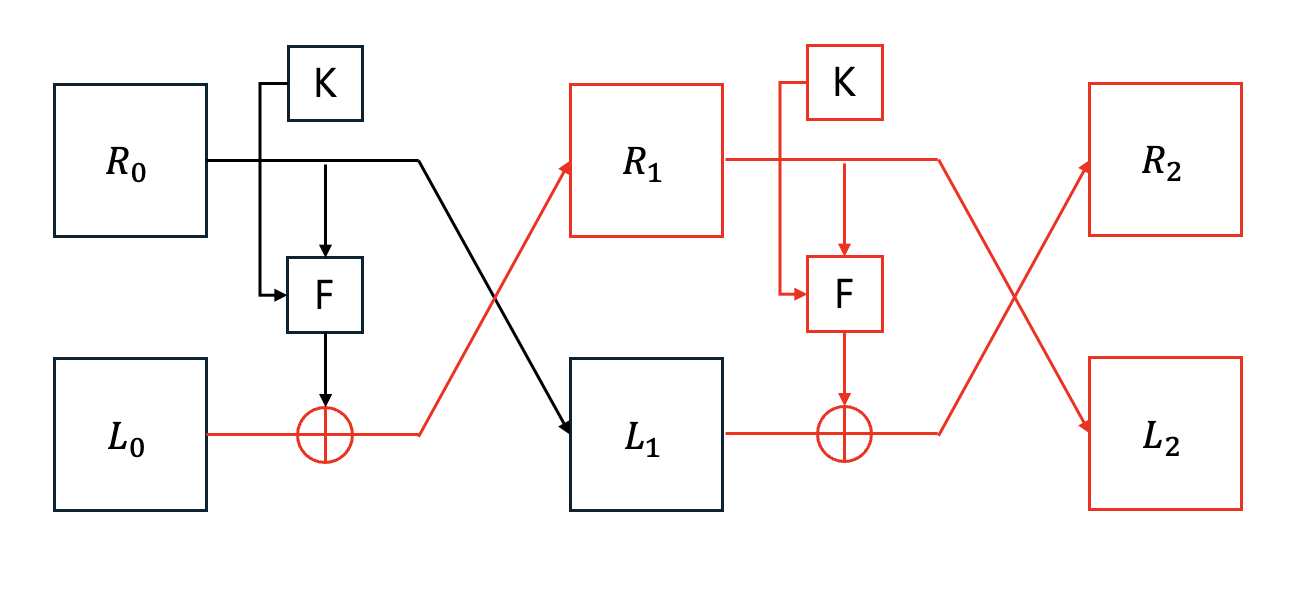 K
K
R₀
R₁
R₂
F
F
L₀
L₁
L₂